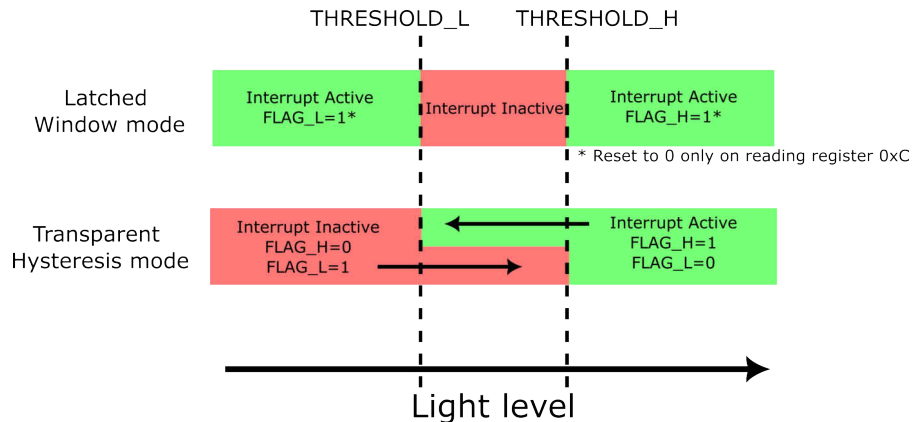 THRESHOLD_L
THRESHOLD_H
Latched
Window mode
Interrupt Active
FLAG_L=1*
Interrupt Inactive
Interrupt Active
FLAG_H=1*
* Reset to 0 only on reading register 0xC
Transparent
Hysteresis mode
Interrupt Inactive
FLAG_H=0
FLAG_L=1
Interrupt Active
FLAG_H=1
FLAG_L=0
Light level